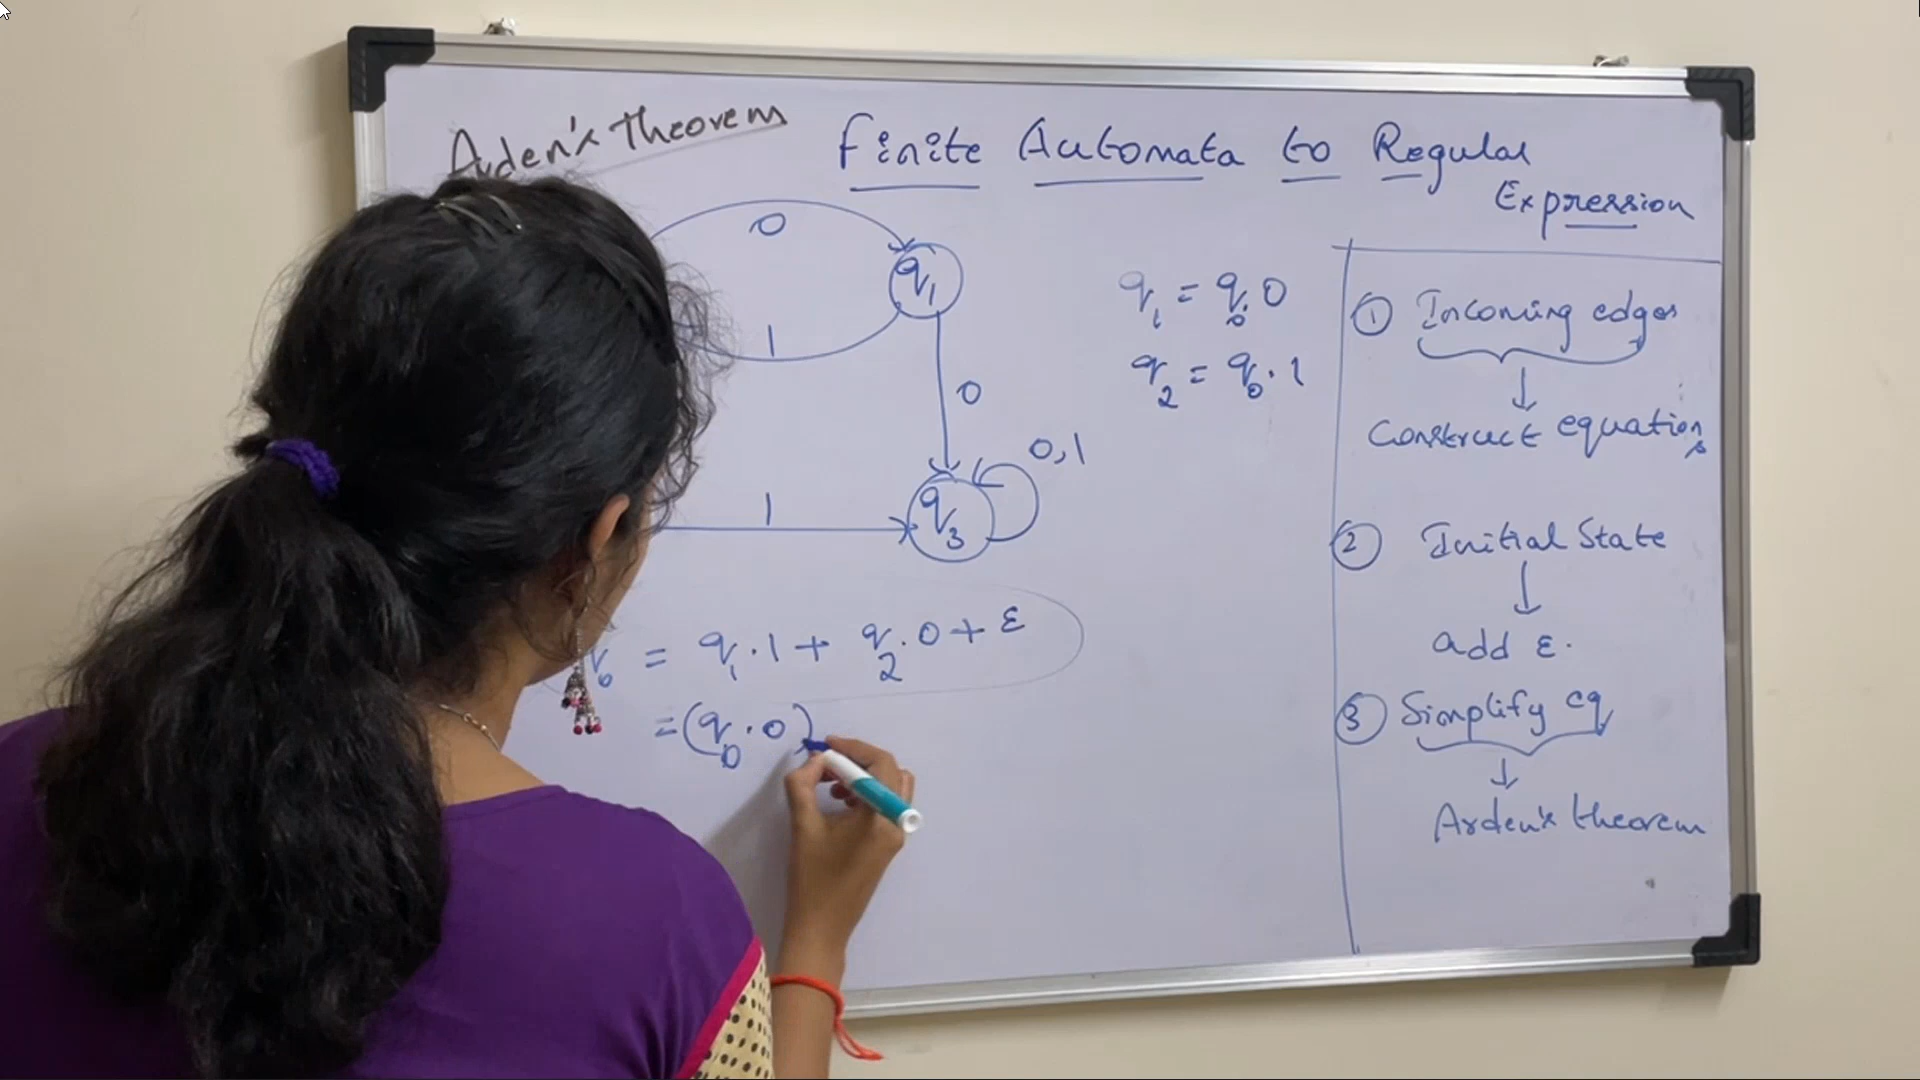 Arden's theorem
Finite Automata to Regular
Expression
0
q1
1
0
0,1
1
q3
q1 = q0.0
q2 = q0.1
q0 = q1.1 + q2.0 + ε
= (q0.0)
① Incoming edges
↓
Construct equations
② Initial State
↓
add ε.
③ Simplify eq
↓
Arden's theorem